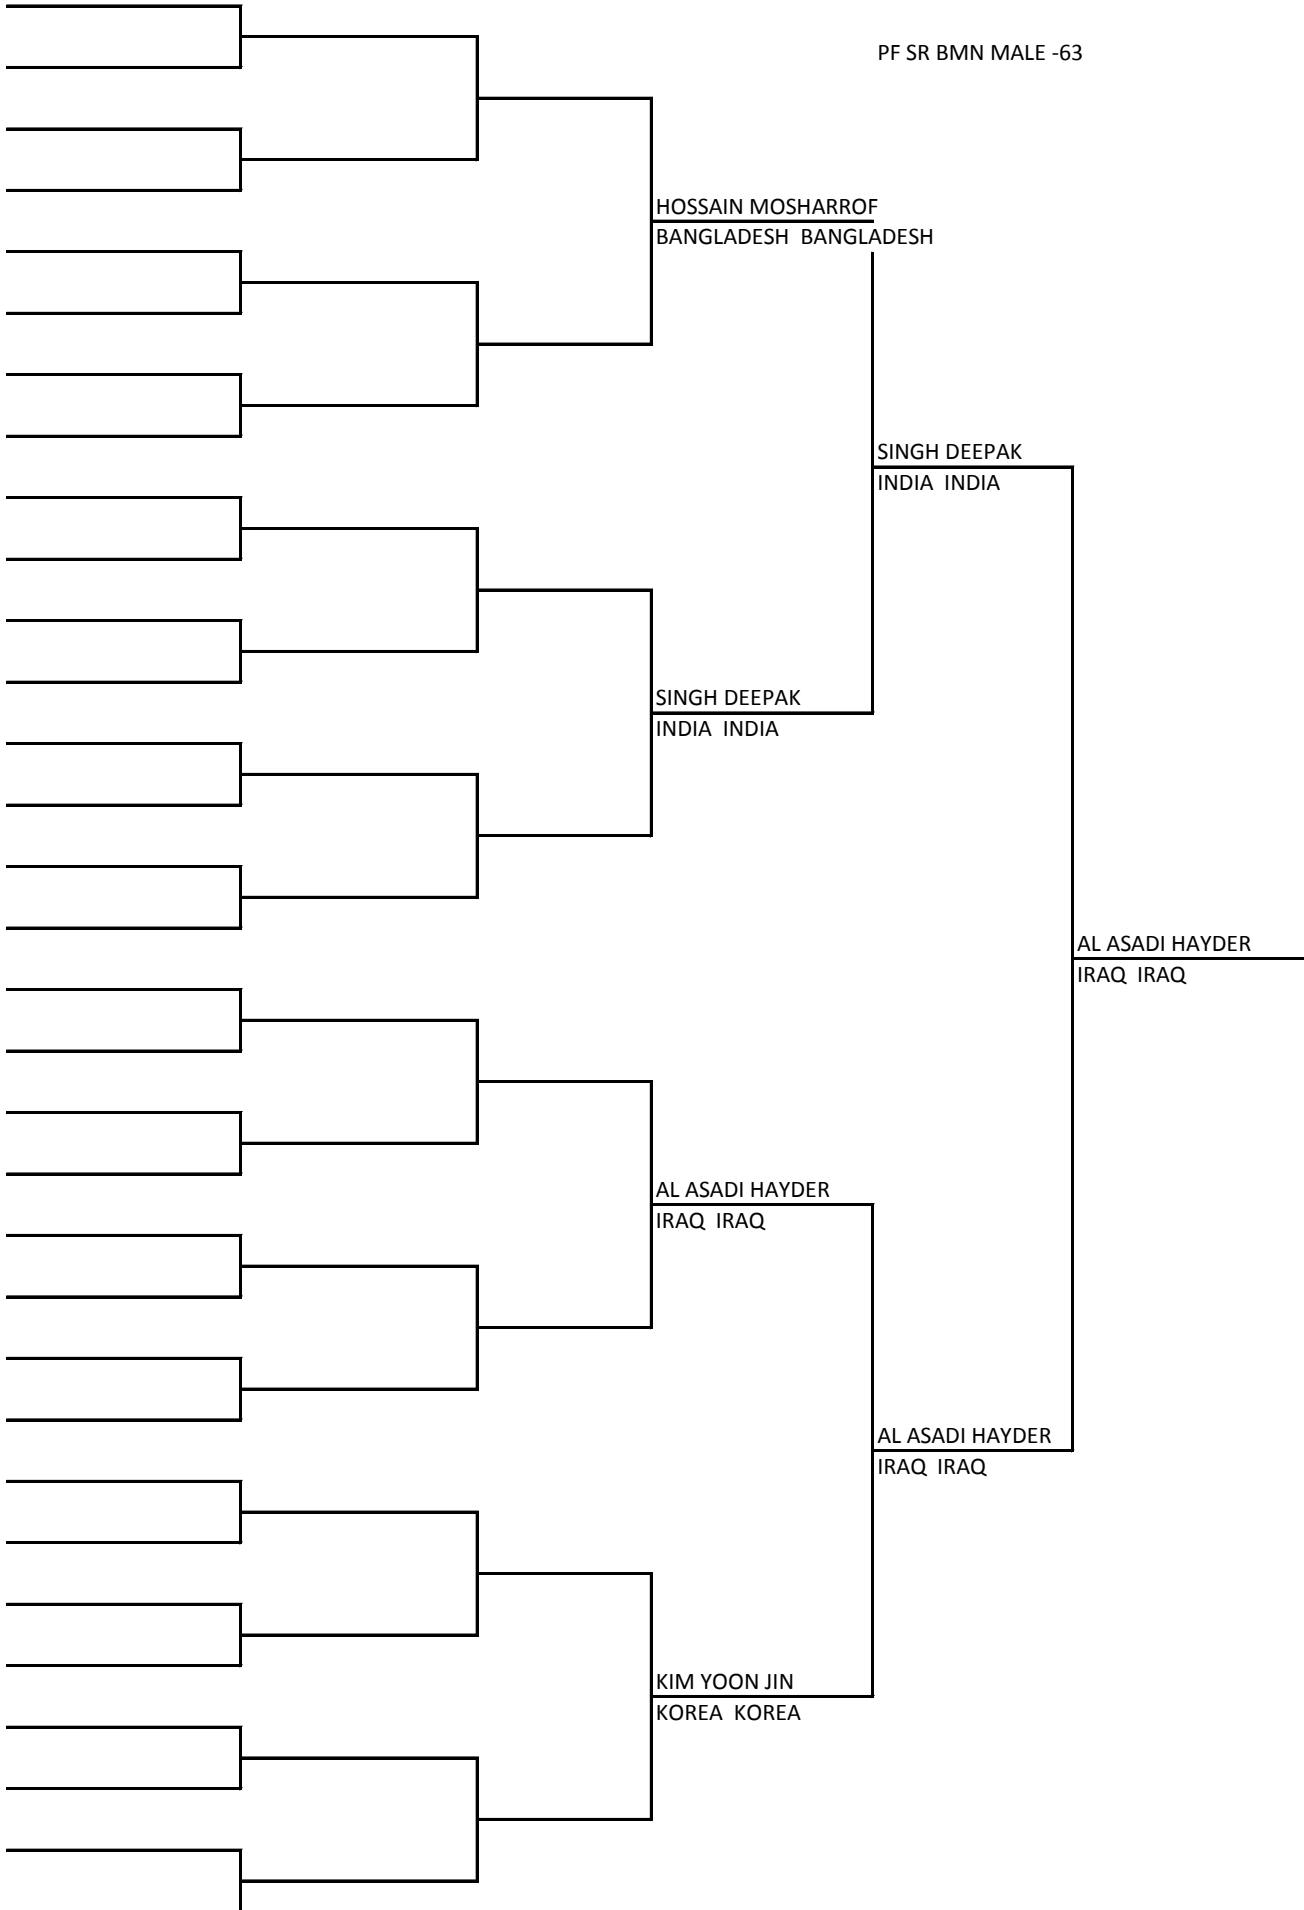 PF SR BMN MALE -63
HOSSAIN MOSHARROF
BANGLADESH  BANGLADESH
SINGH DEEPAK
INDIA  INDIA
SINGH DEEPAK
INDIA  INDIA
AL ASADI HAYDER
IRAQ  IRAQ
AL ASADI HAYDER
IRAQ  IRAQ
AL ASADI HAYDER
IRAQ  IRAQ
KIM YOON JIN
KOREA  KOREA